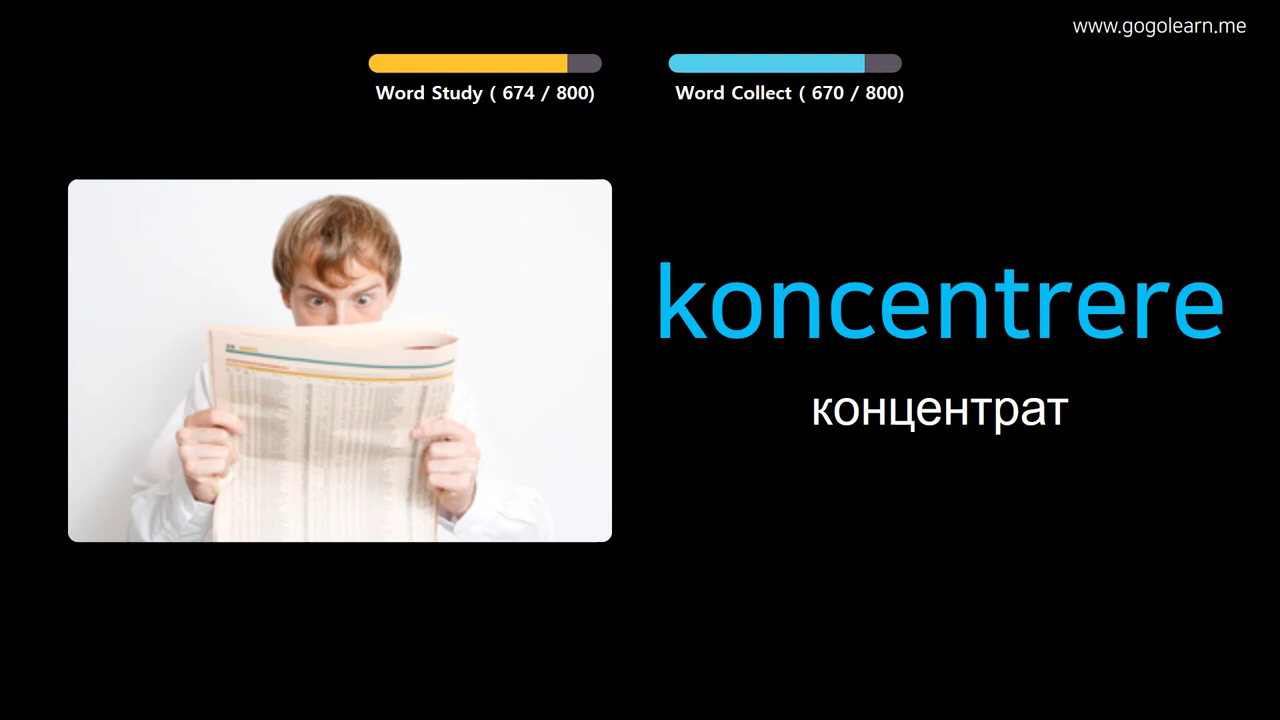 www.gogolearn.me
Word Study ( 674 / 800)
Word Collect ( 670 / 800)
koncentrere
концентрат